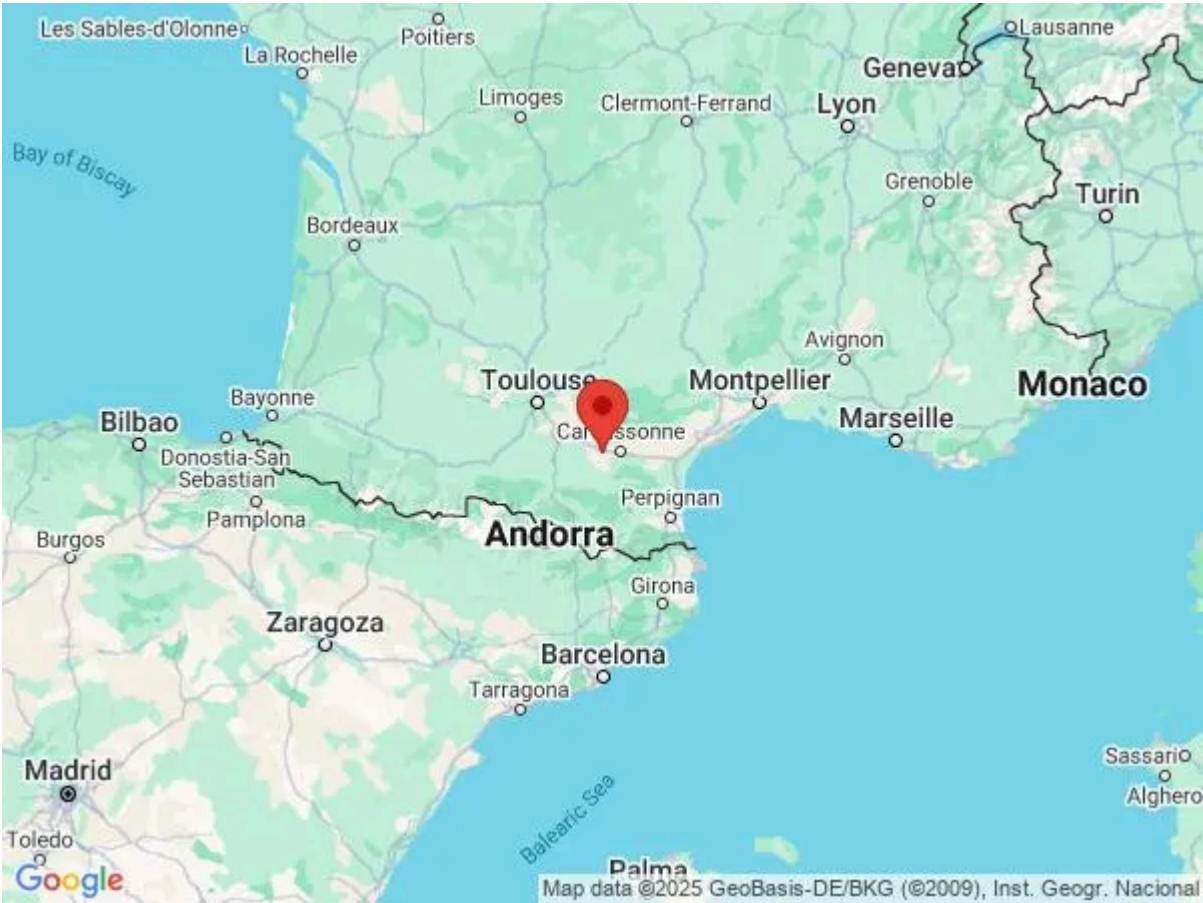 Les Sables-d'Olonne
Poitiers
Lausanne
La Rochelle
Geneva
Limoges
Clermont-Ferrand
Lyon
Bay of Biscay
Grenoble
Turin
Bordeaux
Avignon
Toulouse
Montpellier
Monaco
Bayonne
Bilbao
Marseille
Donostia-San
Sebastian
Perpignan
Pamplona
Andorra
Burgos
Girona
Zaragoza
Barcelona
Tarragona
Sassari
Madrid
Alghero
Balearic Sea
Toledo
Palma
Google
Map data ©2025 GeoBasis-DE/BKG (©2009), Inst. Geogr. Nacional